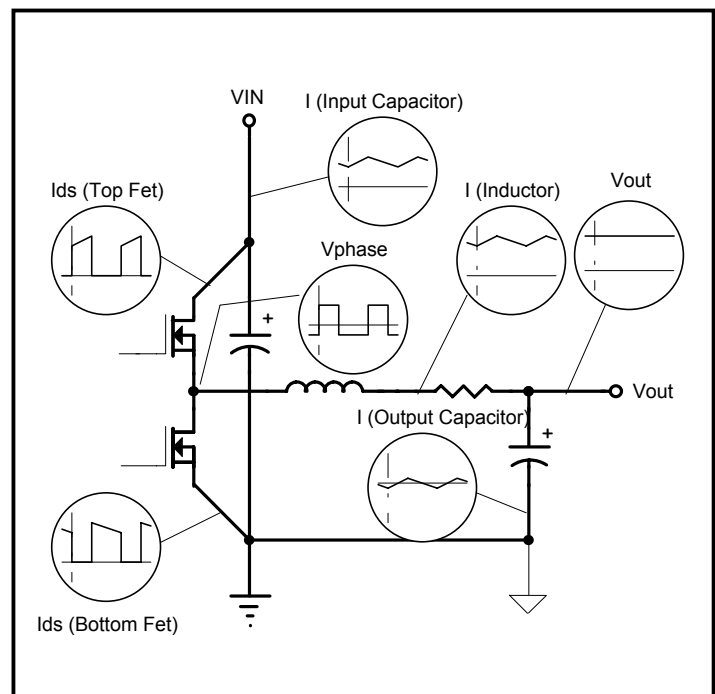 VIN
I (Input Capacitor)
Ids (Top Fet)
I (Inductor)
Vout
Vphase
+
+
Vout
I (Output Capacitor)
Ids (Bottom Fet)